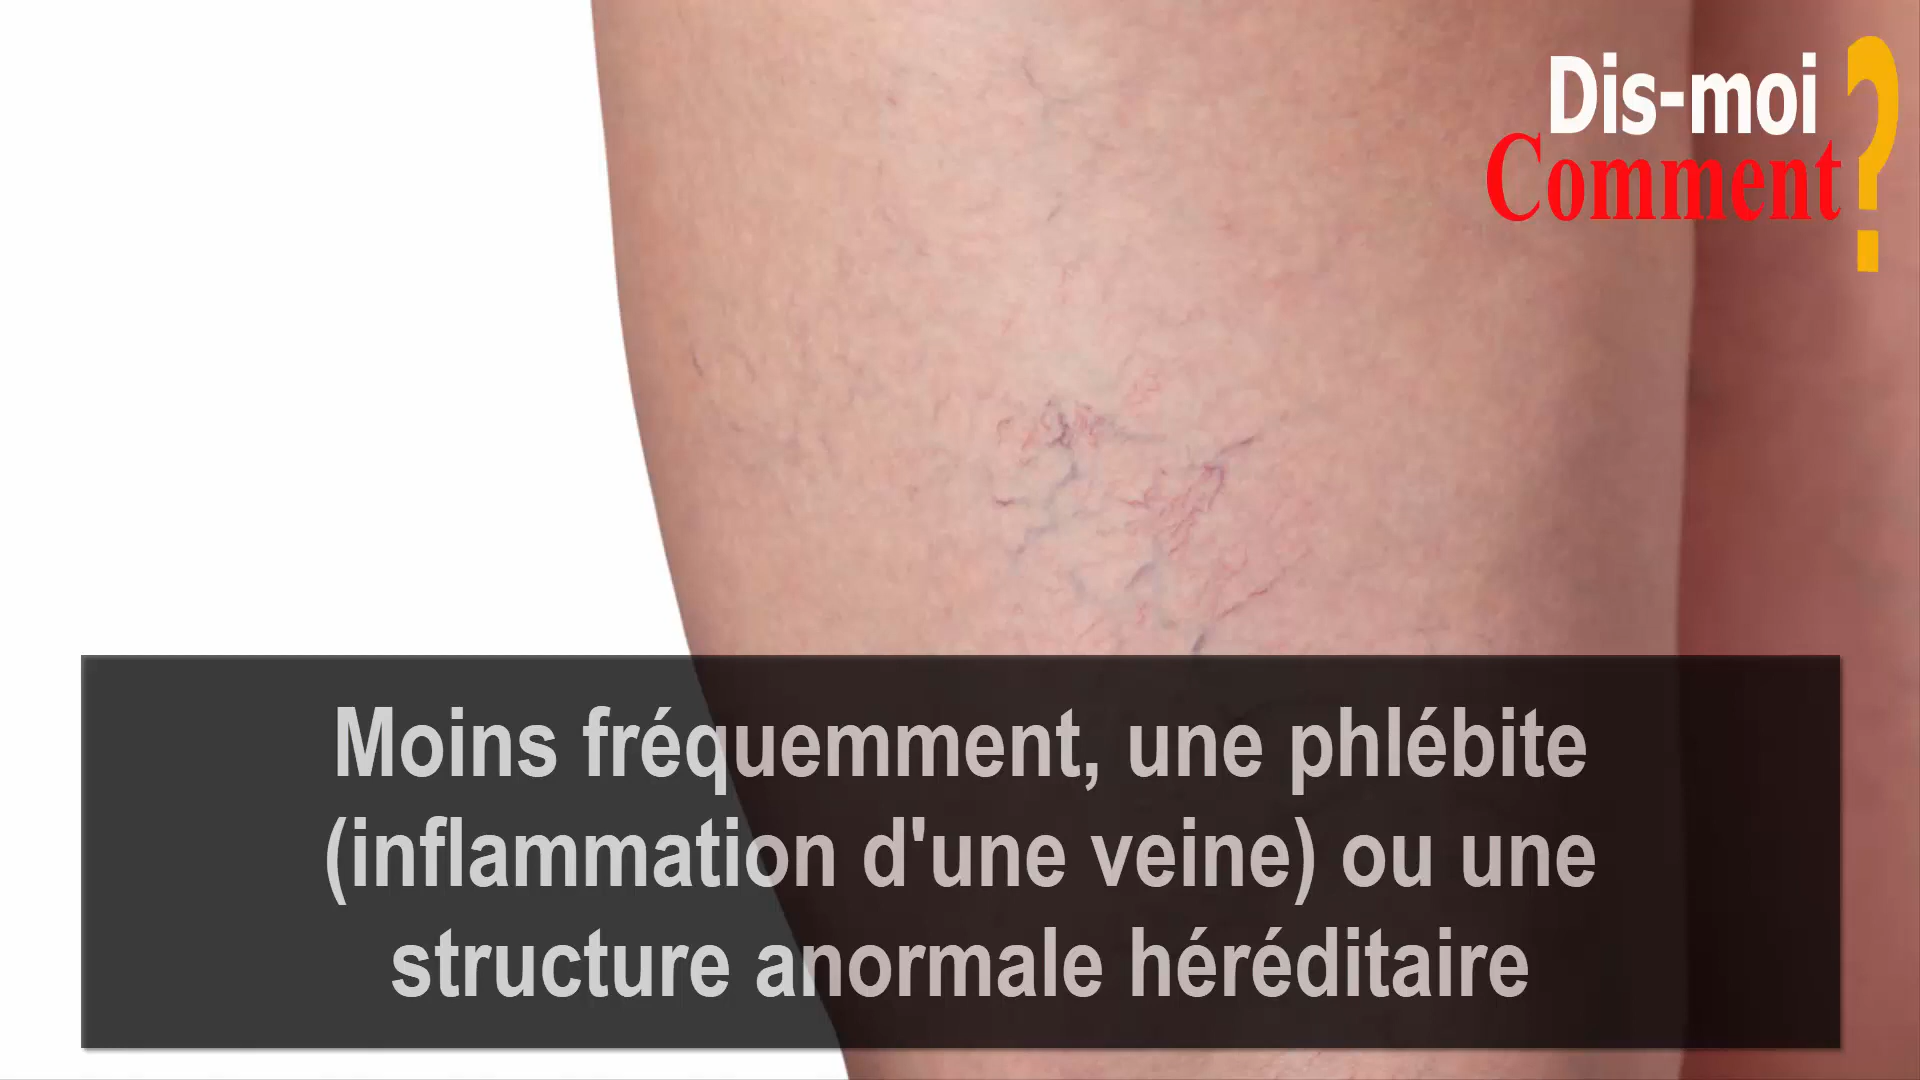 Dis-moi
Comment ?
Moins fréquemment, une phlébite
(inflammation d'une veine) ou une
structure anormale héréditaire